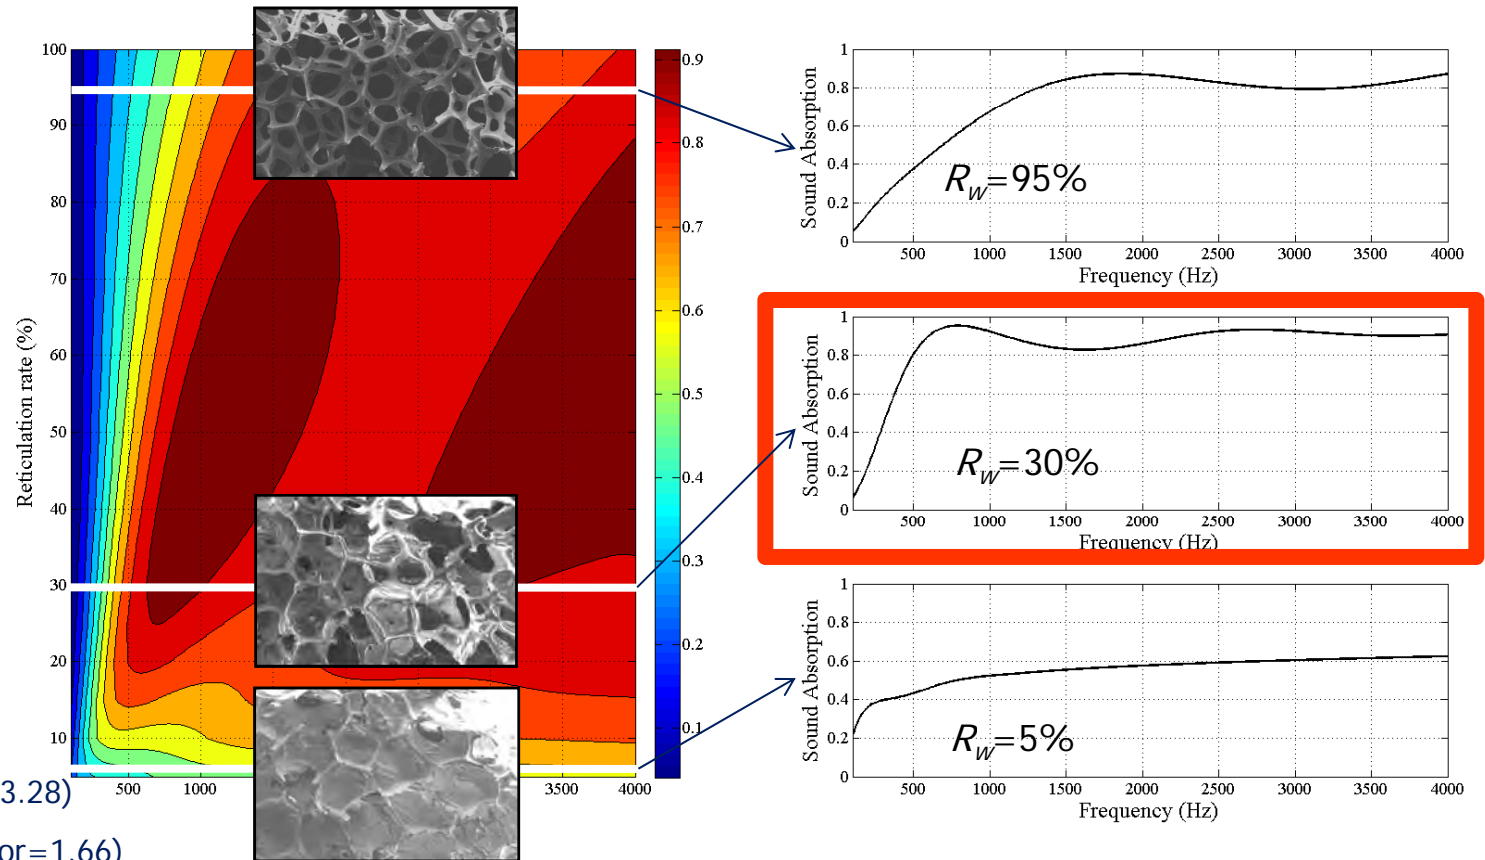 Reticulation rate (%)
100
90
80
70
60
50
40
30
20
10
500 1000 3500 4000
0.9
0.8
0.7
0.6
0.5
0.4
0.3
0.2
0.1
3.28)
or=1.66)
Sound Absorption
1
0.8
0.6
0.4
0.2
0
R_W=95%
500 1000 1500 2000 2500 3000 3500 4000
Frequency (Hz)
Sound Absorption
1
0.8
0.6
0.4
0.2
0
R_W=30%
500 1000 1500 2000 2500 3000 3500 4000
Frequency (Hz)
Sound Absorption
1
0.8
0.6
0.4
0.2
0
R_W=5%
500 1000 1500 2000 2500 3000 3500 4000
Frequency (Hz)